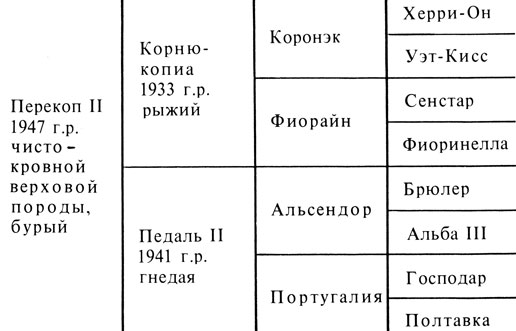 Перекоп II
1947 г.р.
чисто-
кровной
верховой
породы,
бурый
Корню-
копиа
1933 г.р.
рыжий
Педаль II
1941 г.р.
гнедая
Коронэк
Фиорайн
Альсендор
Португалия
Херри-Он
Уэт-Кисс
Сенстар
Фиоринелла
Брюлер
Альба III
Господар
Полтавка